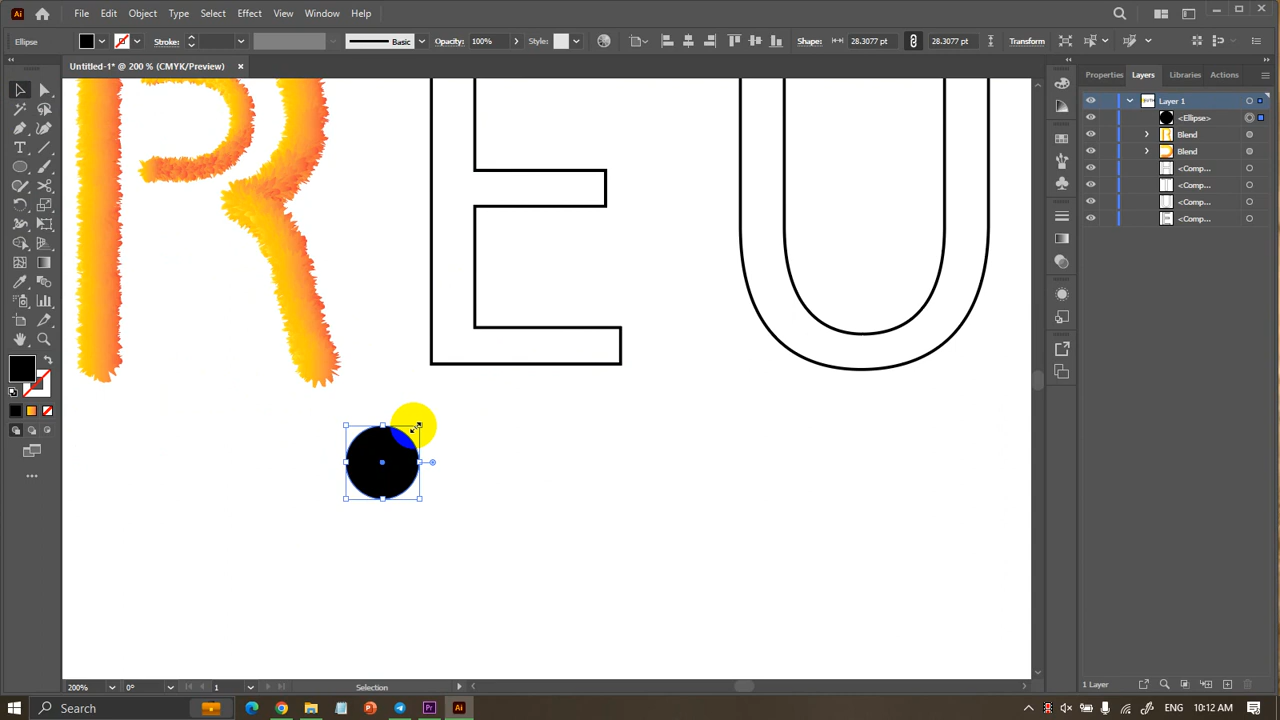 Ai File Edit Object Type Select Effect View Window Help
Ellipse Stroke: Basic Opacity: 100% Style: Shape: 28.3077 pt 28.3077 pt Transform
Untitled-1* @ 200 % (CMYK/Preview)
Properties Layers Libraries Actions
Layer 1
<Ellipse>
Blend
Blend
<Comp...
<Comp...
<Comp...
<Comp...
R E U
1 Layer
200% 0° 1 Selection
Search Pr Ai 10:12 AM